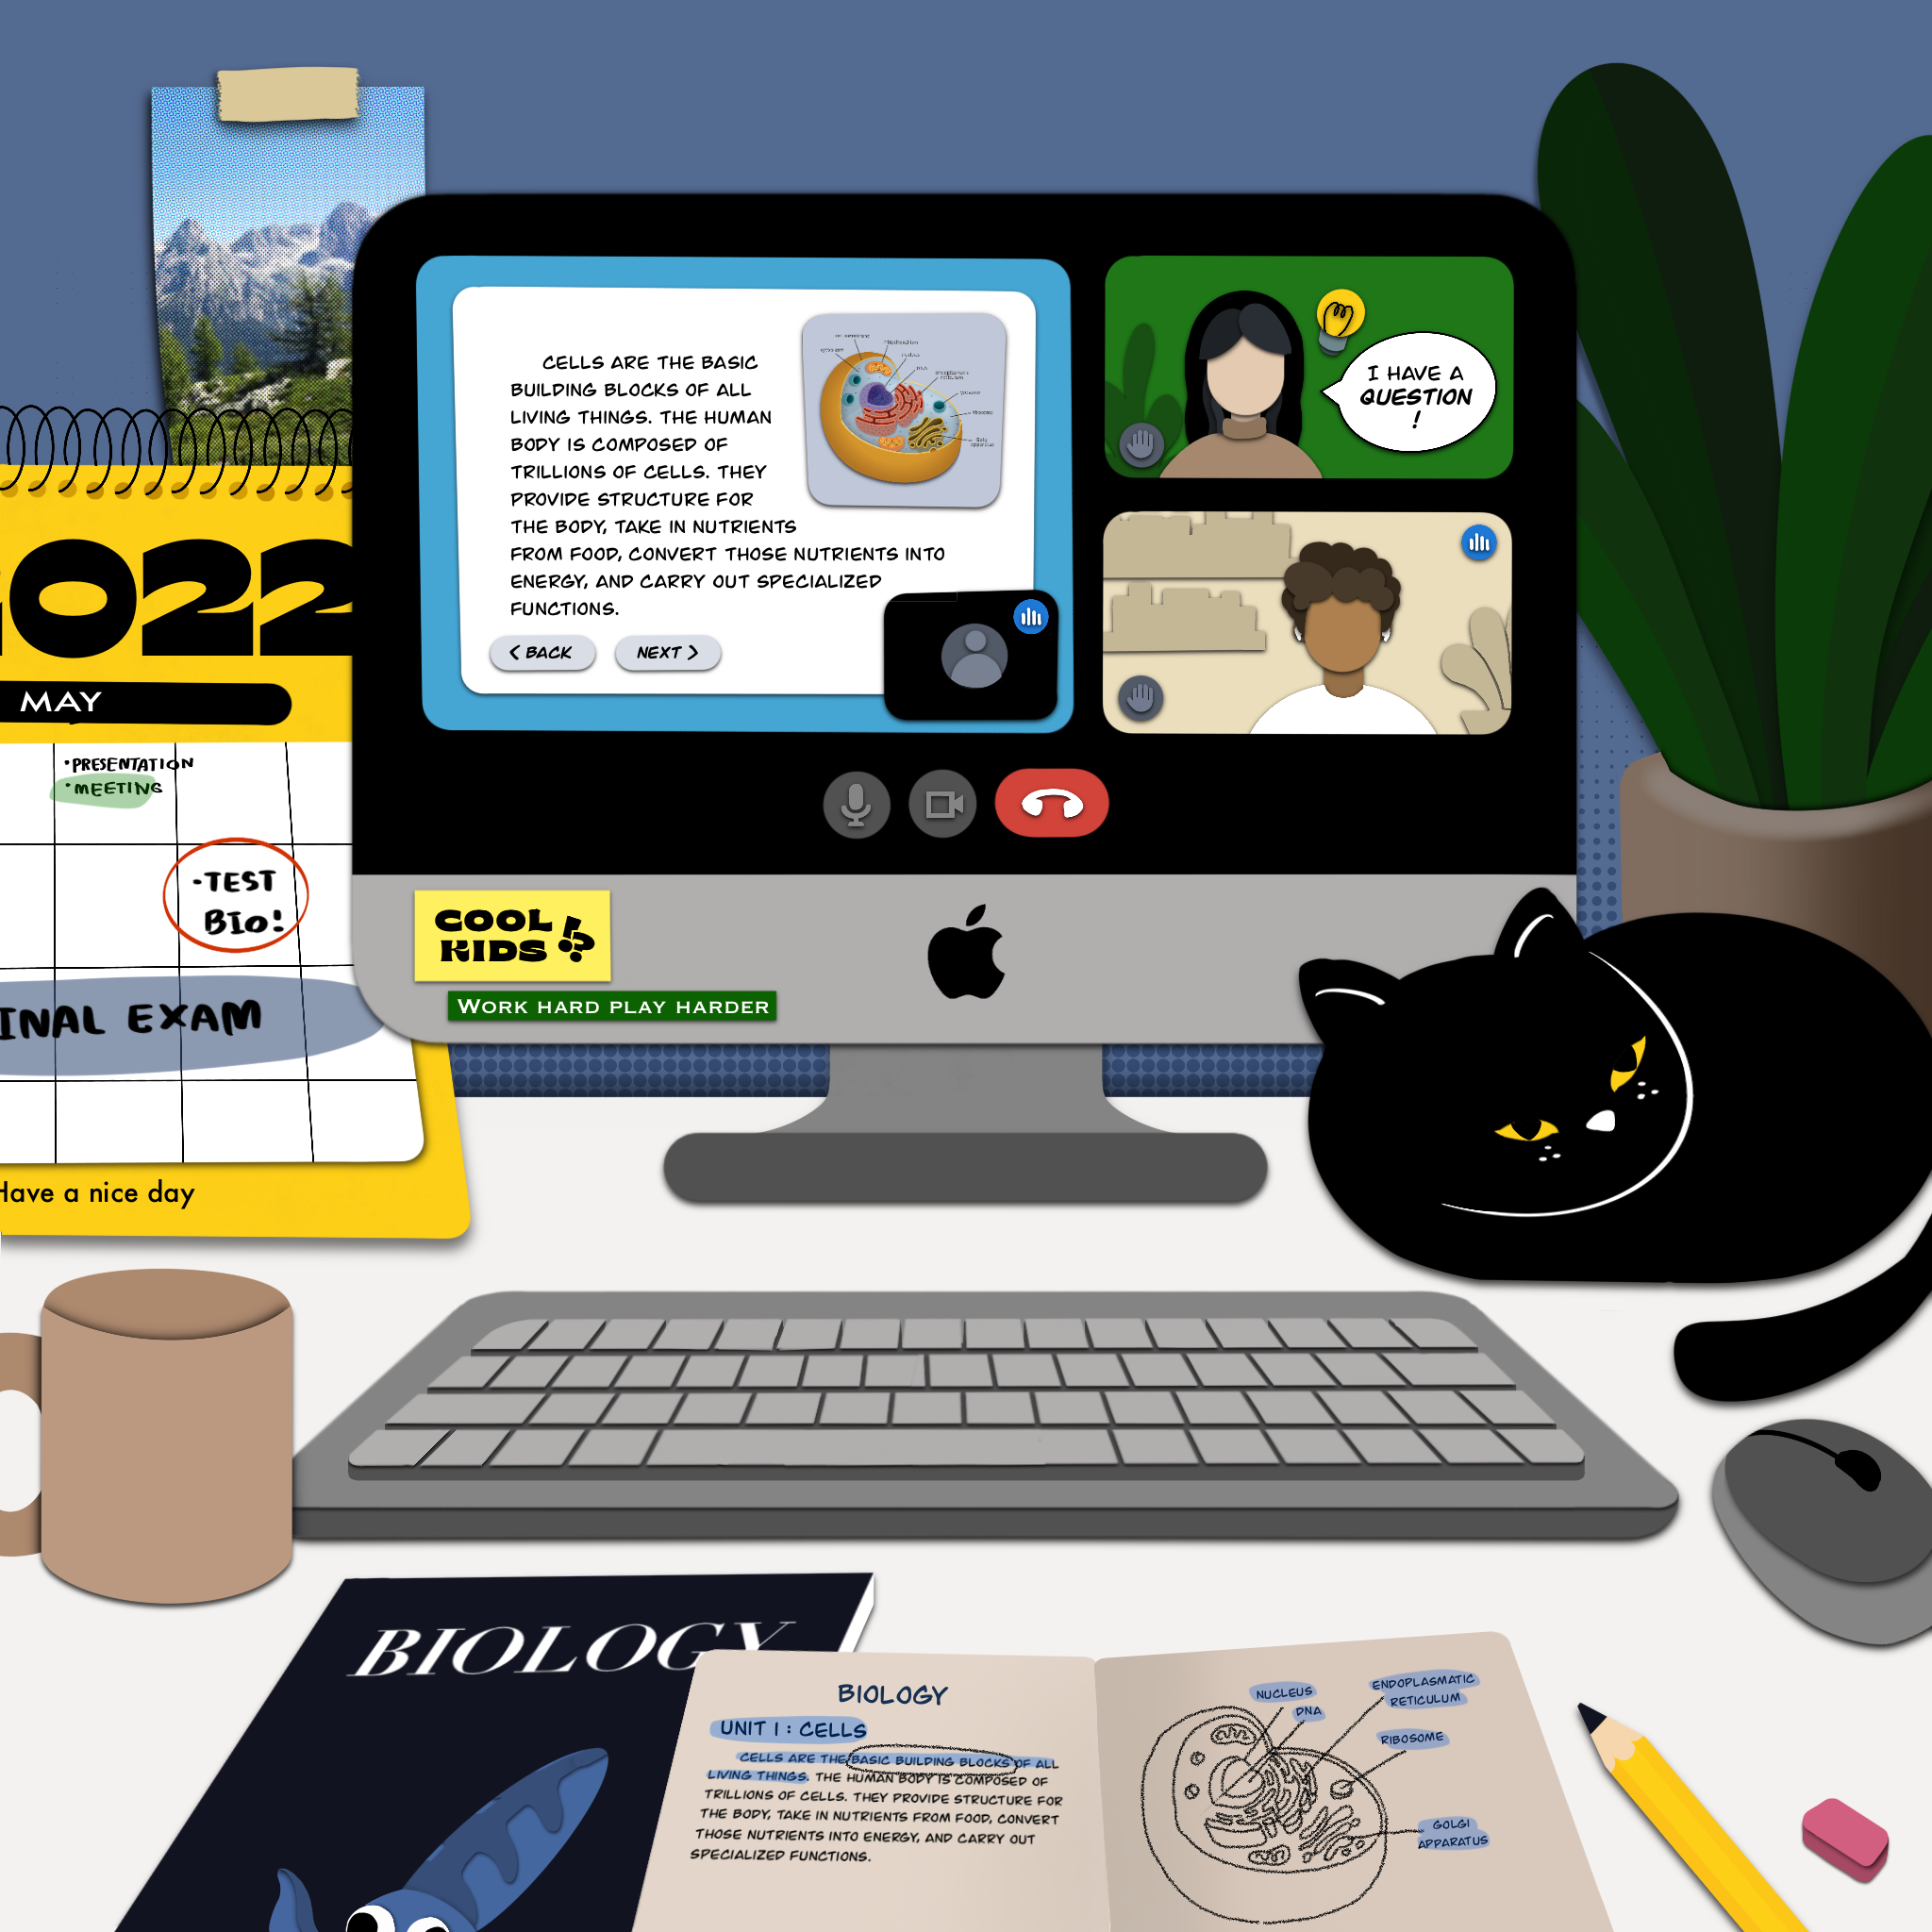 2022
MAY
·PRESENTATION
·MEETING
·TEST
BIO!
INAL EXAM
Have a nice day
CELLS ARE THE BASIC
BUILDING BLOCKS OF ALL
LIVING THINGS. THE HUMAN
BODY IS COMPOSED OF
TRILLIONS OF CELLS. THEY
PROVIDE STRUCTURE FOR
THE BODY, TAKE IN NUTRIENTS
FROM FOOD, CONVERT THOSE NUTRIENTS INTO
ENERGY, AND CARRY OUT SPECIALIZED
FUNCTIONS.
< BACK
NEXT >
I HAVE A
QUESTION
!
COOL
KIDS !?
WORK HARD PLAY HARDER
BIOLOGY
BIOLOGY
UNIT 1 : CELLS
CELLS ARE THE BASIC BUILDING BLOCKS OF ALL
LIVING THINGS. THE HUMAN BODY IS COMPOSED OF
TRILLIONS OF CELLS. THEY PROVIDE STRUCTURE FOR
THE BODY, TAKE IN NUTRIENTS FROM FOOD, CONVERT
THOSE NUTRIENTS INTO ENERGY, AND CARRY OUT
SPECIALIZED FUNCTIONS.
NUCLEUS
DNA
ENDOPLASMATIC
RETICULUM
RIBOSOME
GOLGI
APPARATUS